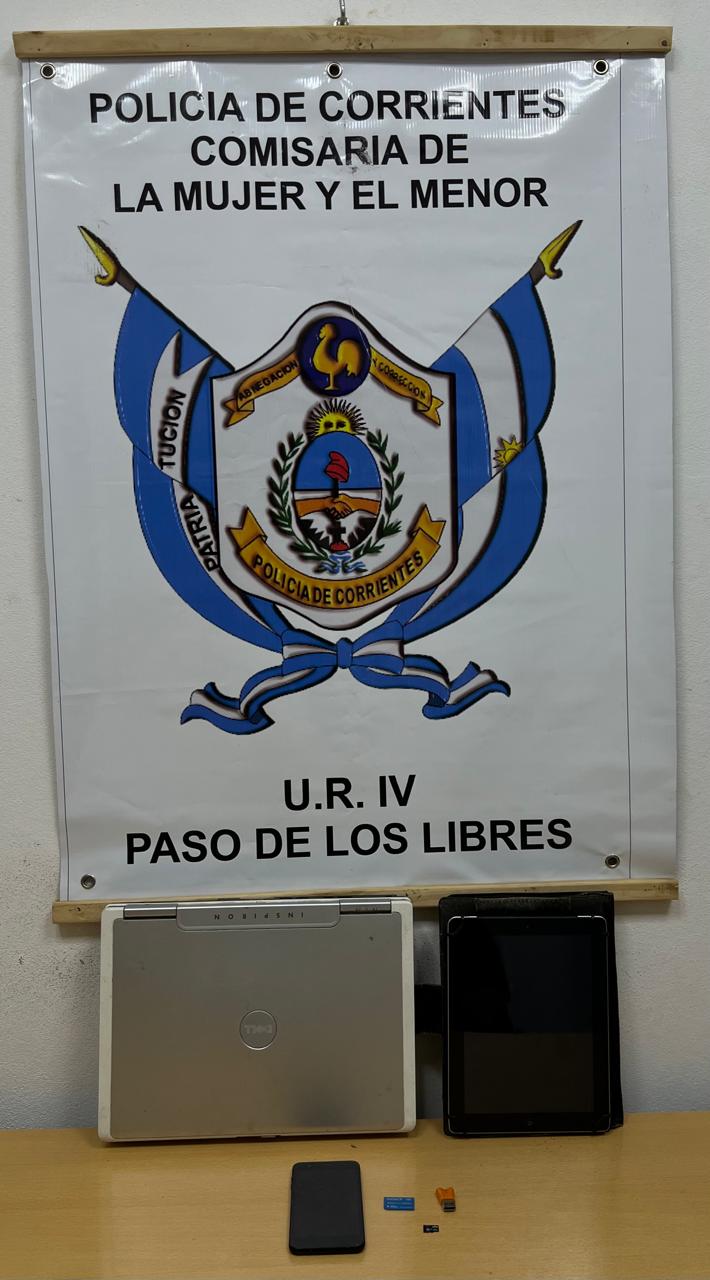 POLICIA DE CORRIENTES
COMISARIA DE
LA MUJER Y EL MENOR
ABNEGACION
Y CORRECCION
TUCION
PATRIA
POLICIA DE CORRIENTES
U.R. IV
PASO DE LOS LIBRES
INSPIRON
DELL